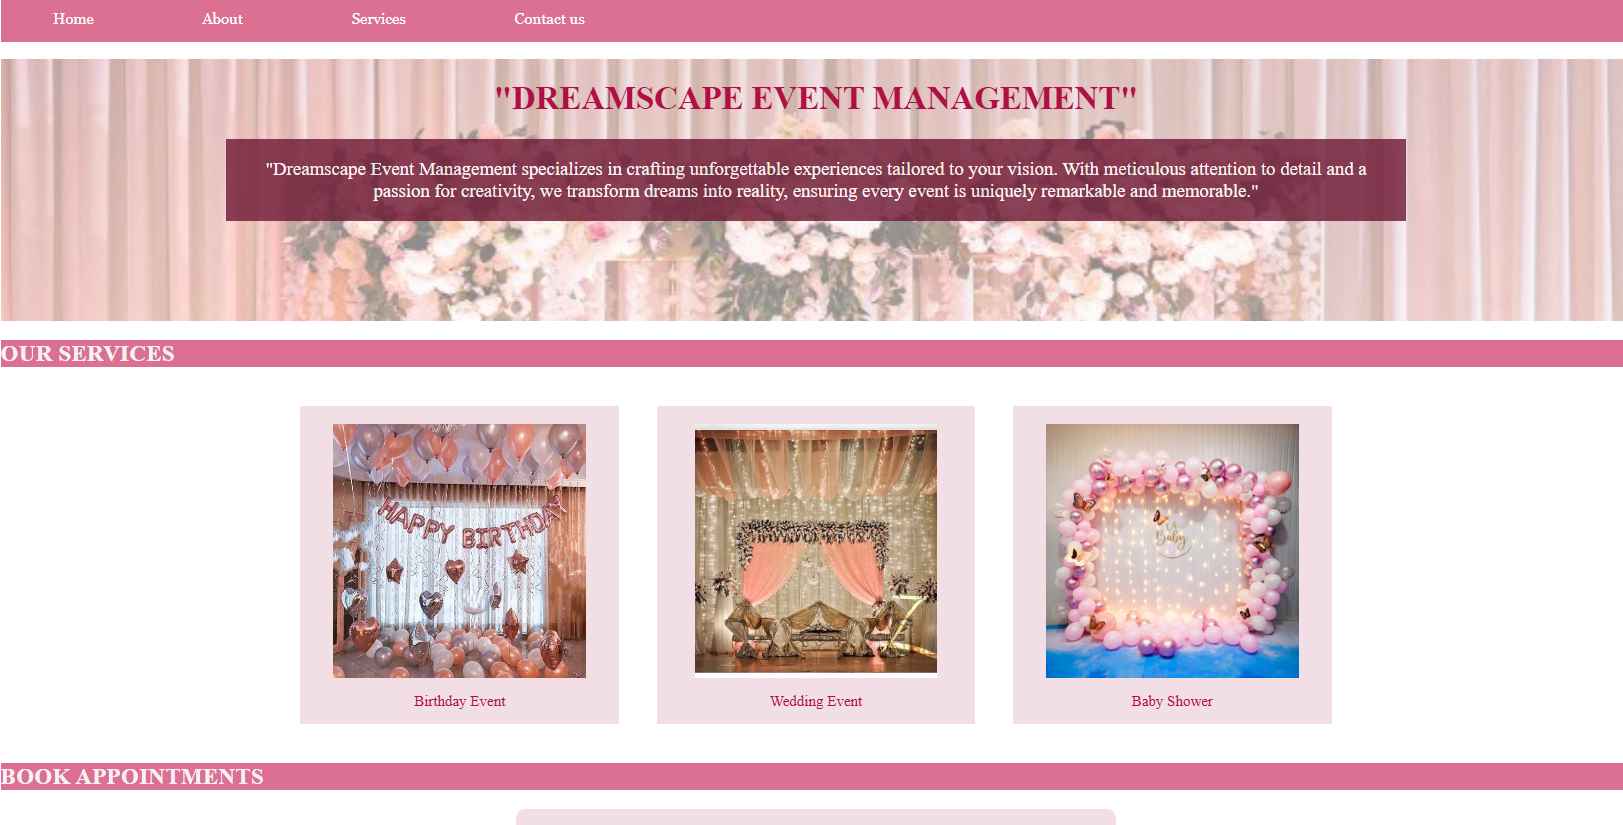 Home About Services Contact us
"DREAMSCAPE EVENT MANAGEMENT"
"Dreamscape Event Management specializes in crafting unforgettable experiences tailored to your vision. With meticulous attention to detail and a
passion for creativity, we transform dreams into reality, ensuring every event is uniquely remarkable and memorable."
OUR SERVICES
HAPPY BIRTHDAY
Baby
Birthday Event
Wedding Event
Baby Shower
BOOK APPOINTMENTS